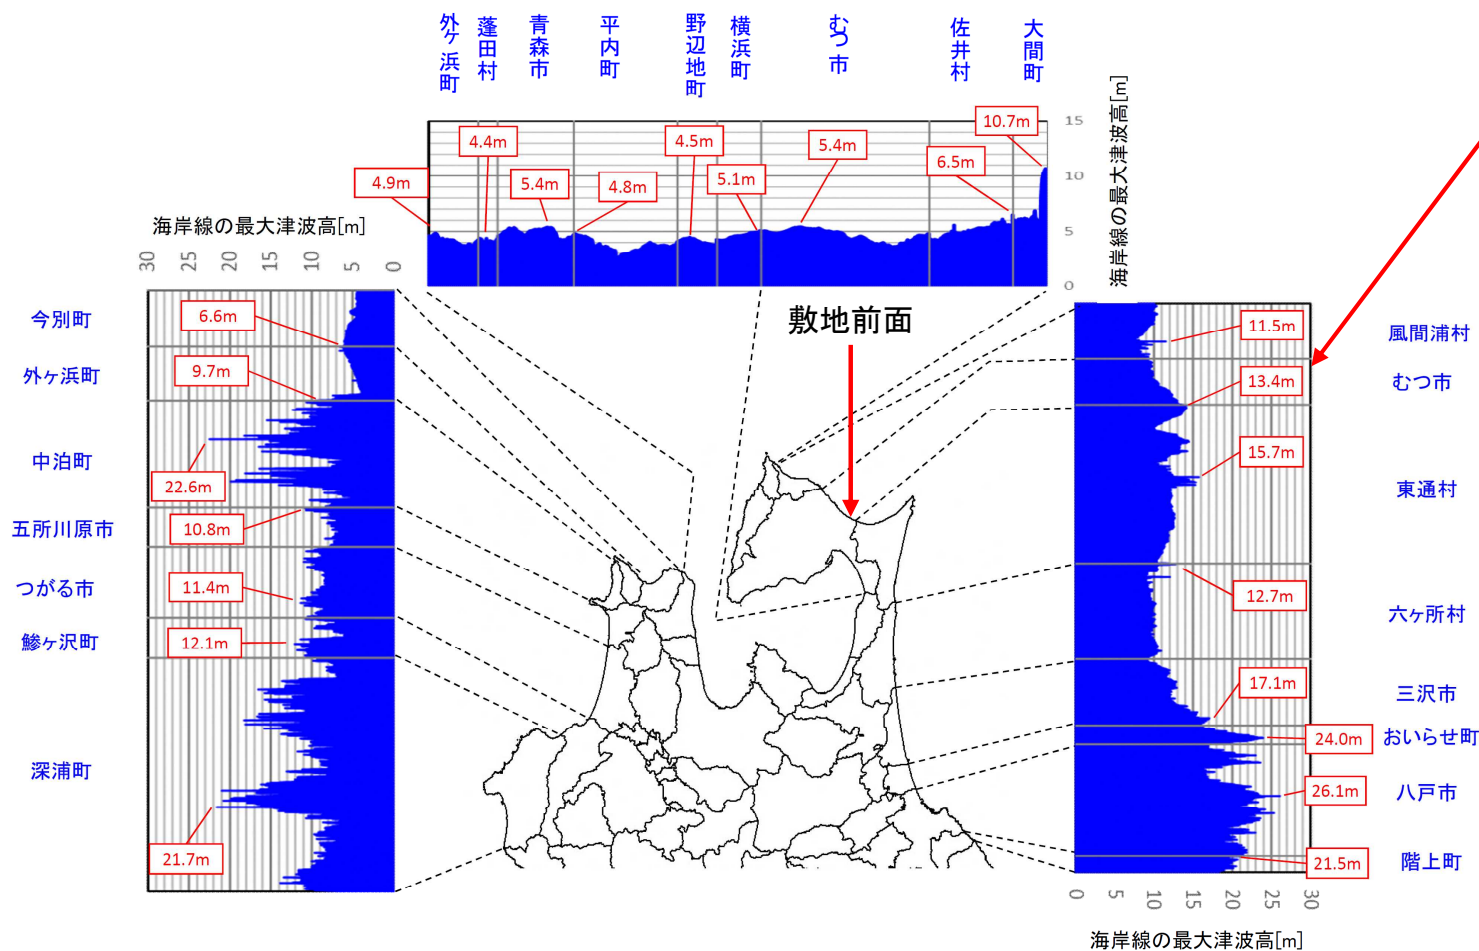 外ヶ浜町
蓬田村
青森市
平内町
野辺地町
横浜町
むつ市
佐井村
大間町
海岸線の最大津波高[m]
15
10
5
0
10.7m
4.4m
4.5m
5.4m
6.5m
4.9m
5.4m
4.8m
5.1m
海岸線の最大津波高[m]
30
25
20
15
10
5
0
今別町
6.6m
外ヶ浜町
9.7m
中泊町
22.6m
五所川原市
10.8m
つがる市
11.4m
鰺ヶ沢町
12.1m
深浦町
21.7m
敷地前面
11.5m
風間浦村
13.4m
むつ市
15.7m
東通村
12.7m
六ヶ所村
17.1m
三沢市
24.0m
おいらせ町
26.1m
八戸市
21.5m
階上町
0
5
10
15
20
25
30
海岸線の最大津波高[m]